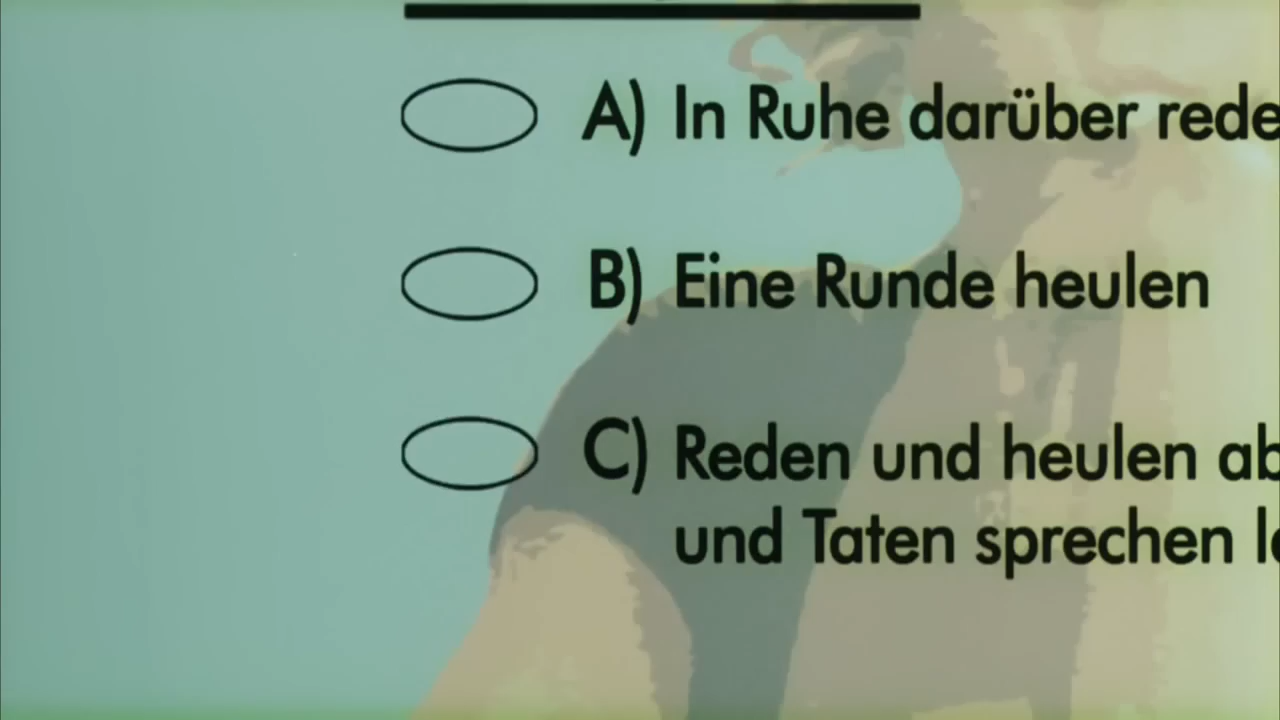 A) In Ruhe darüber rede
B) Eine Runde heulen
C) Reden und heulen ab
und Taten sprechen